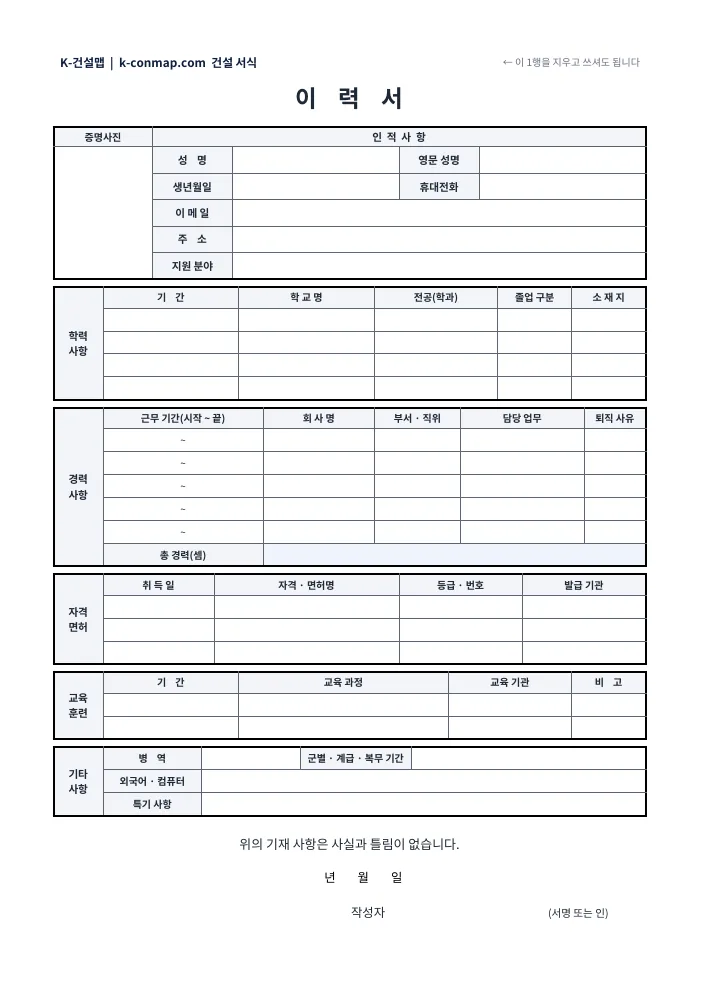 K-건설맵 | k-conmap.com 건설 서식
← 이 1행을 지우고 쓰셔도 됩니다
이 력 서
증명사진 인 적 사 항
성 명 영문 성명
생년월일 휴대전화
이 메 일
주 소
지원 분야
학력 사항
기 간 학 교 명 전공(학과) 졸업 구분 소 재 지
경력 사항
근무 기간(시작 ~ 끝) 회 사 명 부서 · 직위 담당 업무 퇴직 사유
~
~
~
~
~
총 경력(셈)
자격 면허
취 득 일 자격 · 면허명 등급 · 번호 발급 기관
교육 훈련
기 간 교육 과정 교육 기관 비 고
기타 사항
병 역 군별 · 계급 · 복무 기간
외국어 · 컴퓨터
특기 사항
위의 기재 사항은 사실과 틀림이 없습니다.
년 월 일
작성자 (서명 또는 인)